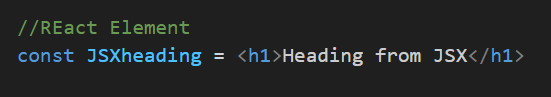 //REact Element
const JSXheading = <h1>Heading from JSX</h1>